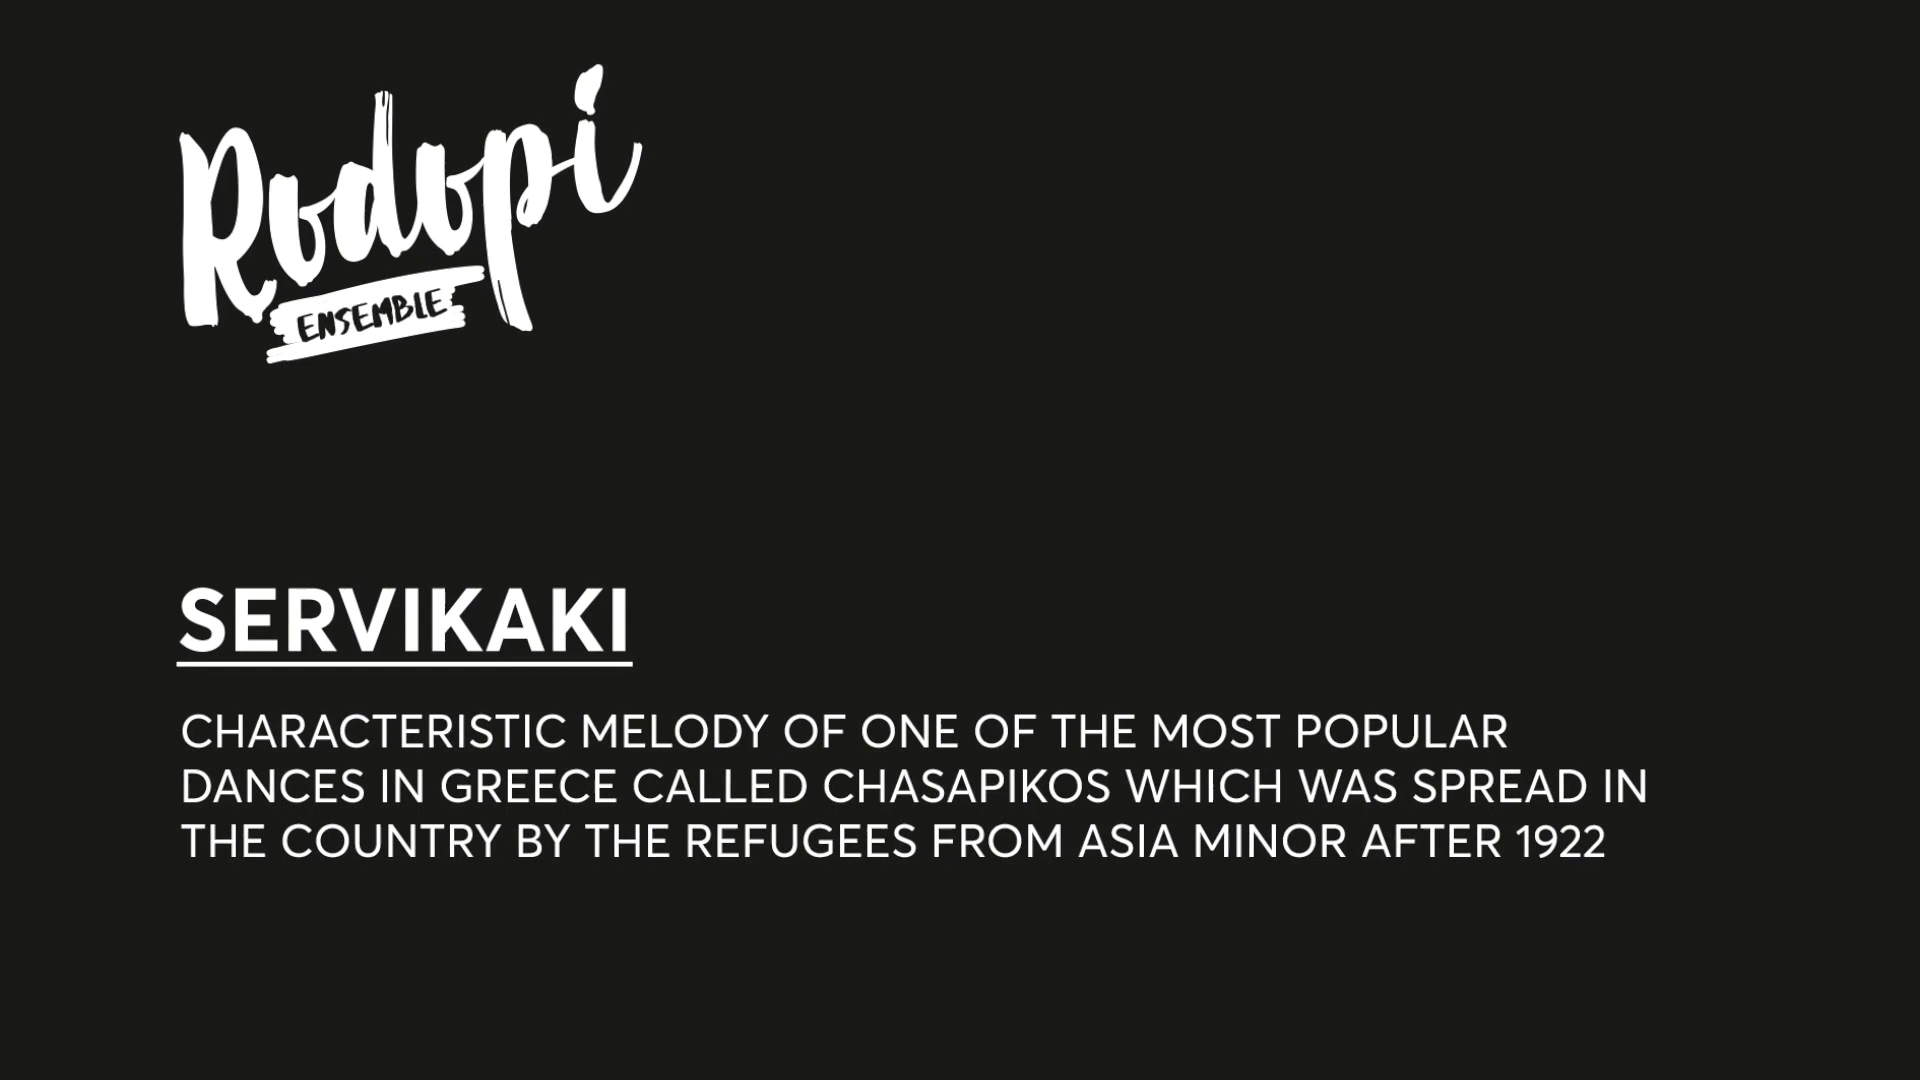 Rodopi
ENSEMBLE
SERVIKAKI
CHARACTERISTIC MELODY OF ONE OF THE MOST POPULAR
DANCES IN GREECE CALLED CHASAPIKOS WHICH WAS SPREAD IN
THE COUNTRY BY THE REFUGEES FROM ASIA MINOR AFTER 1922